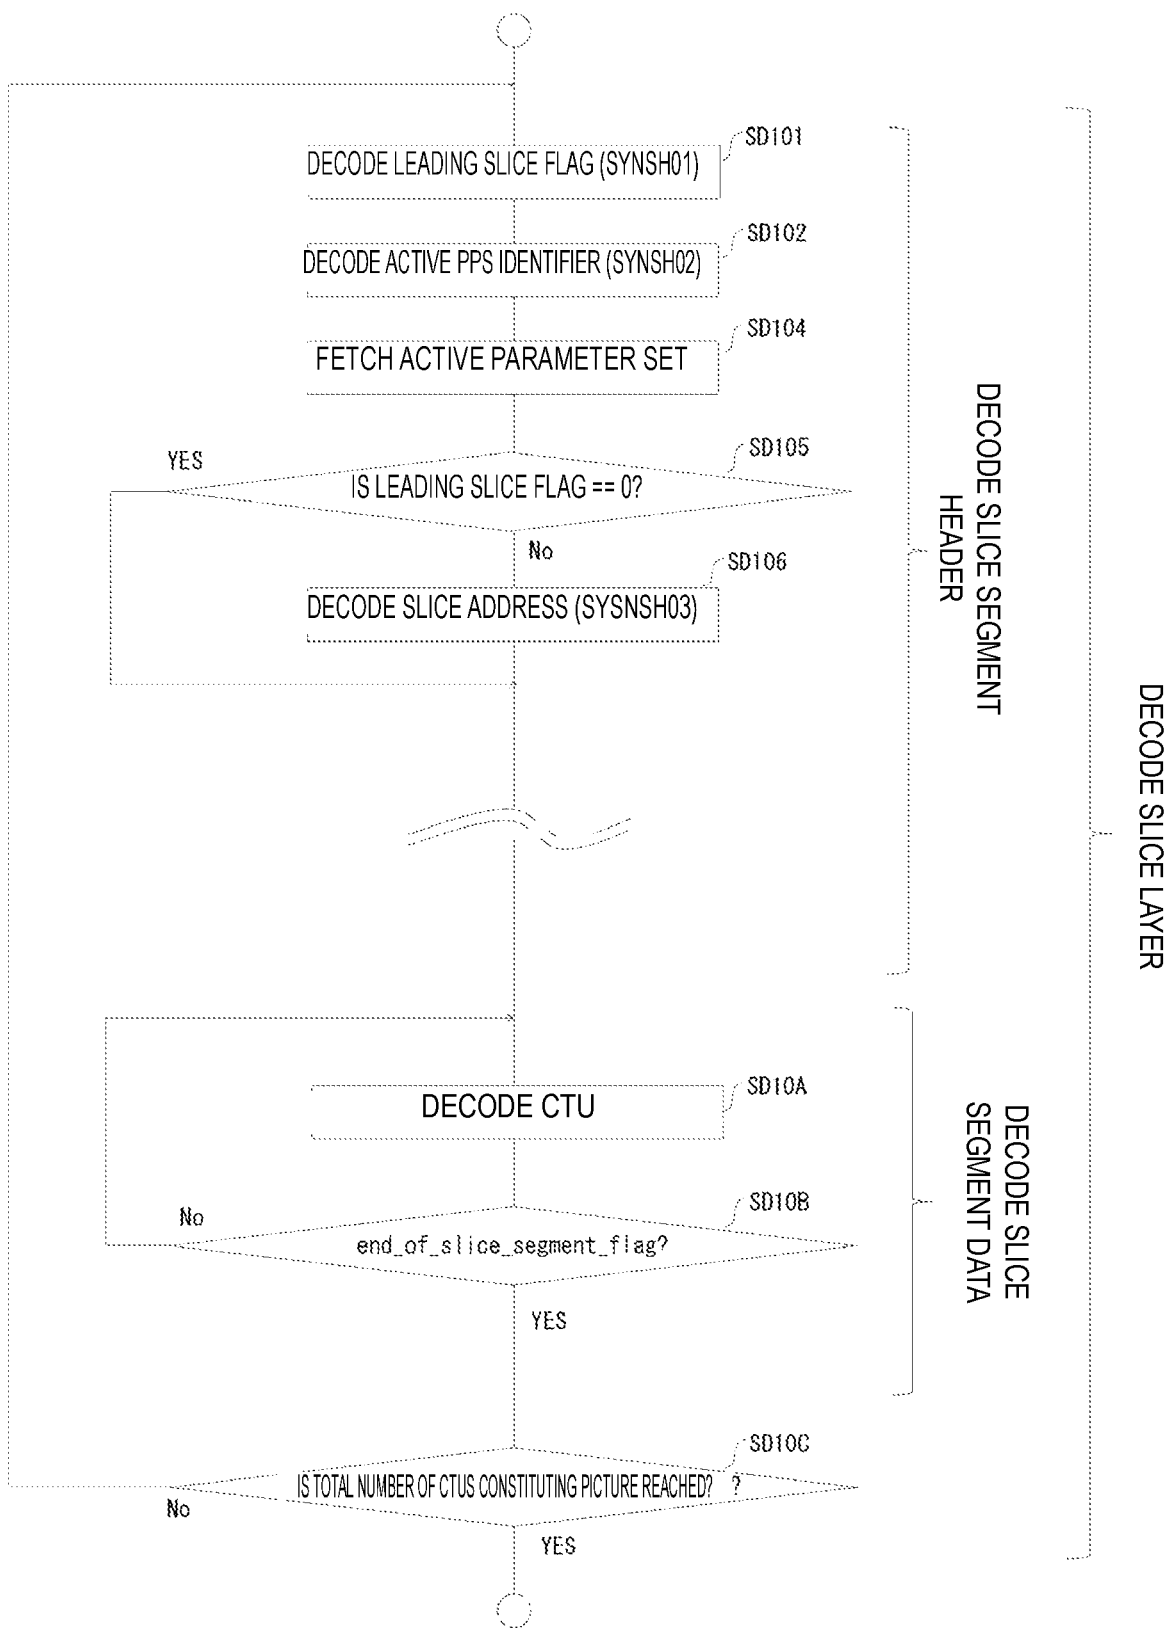 SD101
DECODE LEADING SLICE FLAG (SYNSH01)
SD102
DECODE ACTIVE PPS IDENTIFIER (SYNSH02)
SD104
FETCH ACTIVE PARAMETER SET
SD105
YES
IS LEADING SLICE FLAG == 0?
No
SD106
DECODE SLICE ADDRESS (SYSNSH03)
DECODE SLICE SEGMENT
HEADER
DECODE SLICE LAYER
SD10A
DECODE CTU
SD10B
No
end_of_slice_segment_flag?
YES
DECODE SLICE
SEGMENT DATA
SD10C
IS TOTAL NUMBER OF CTUS CONSTITUTING PICTURE REACHED? ?
No
YES